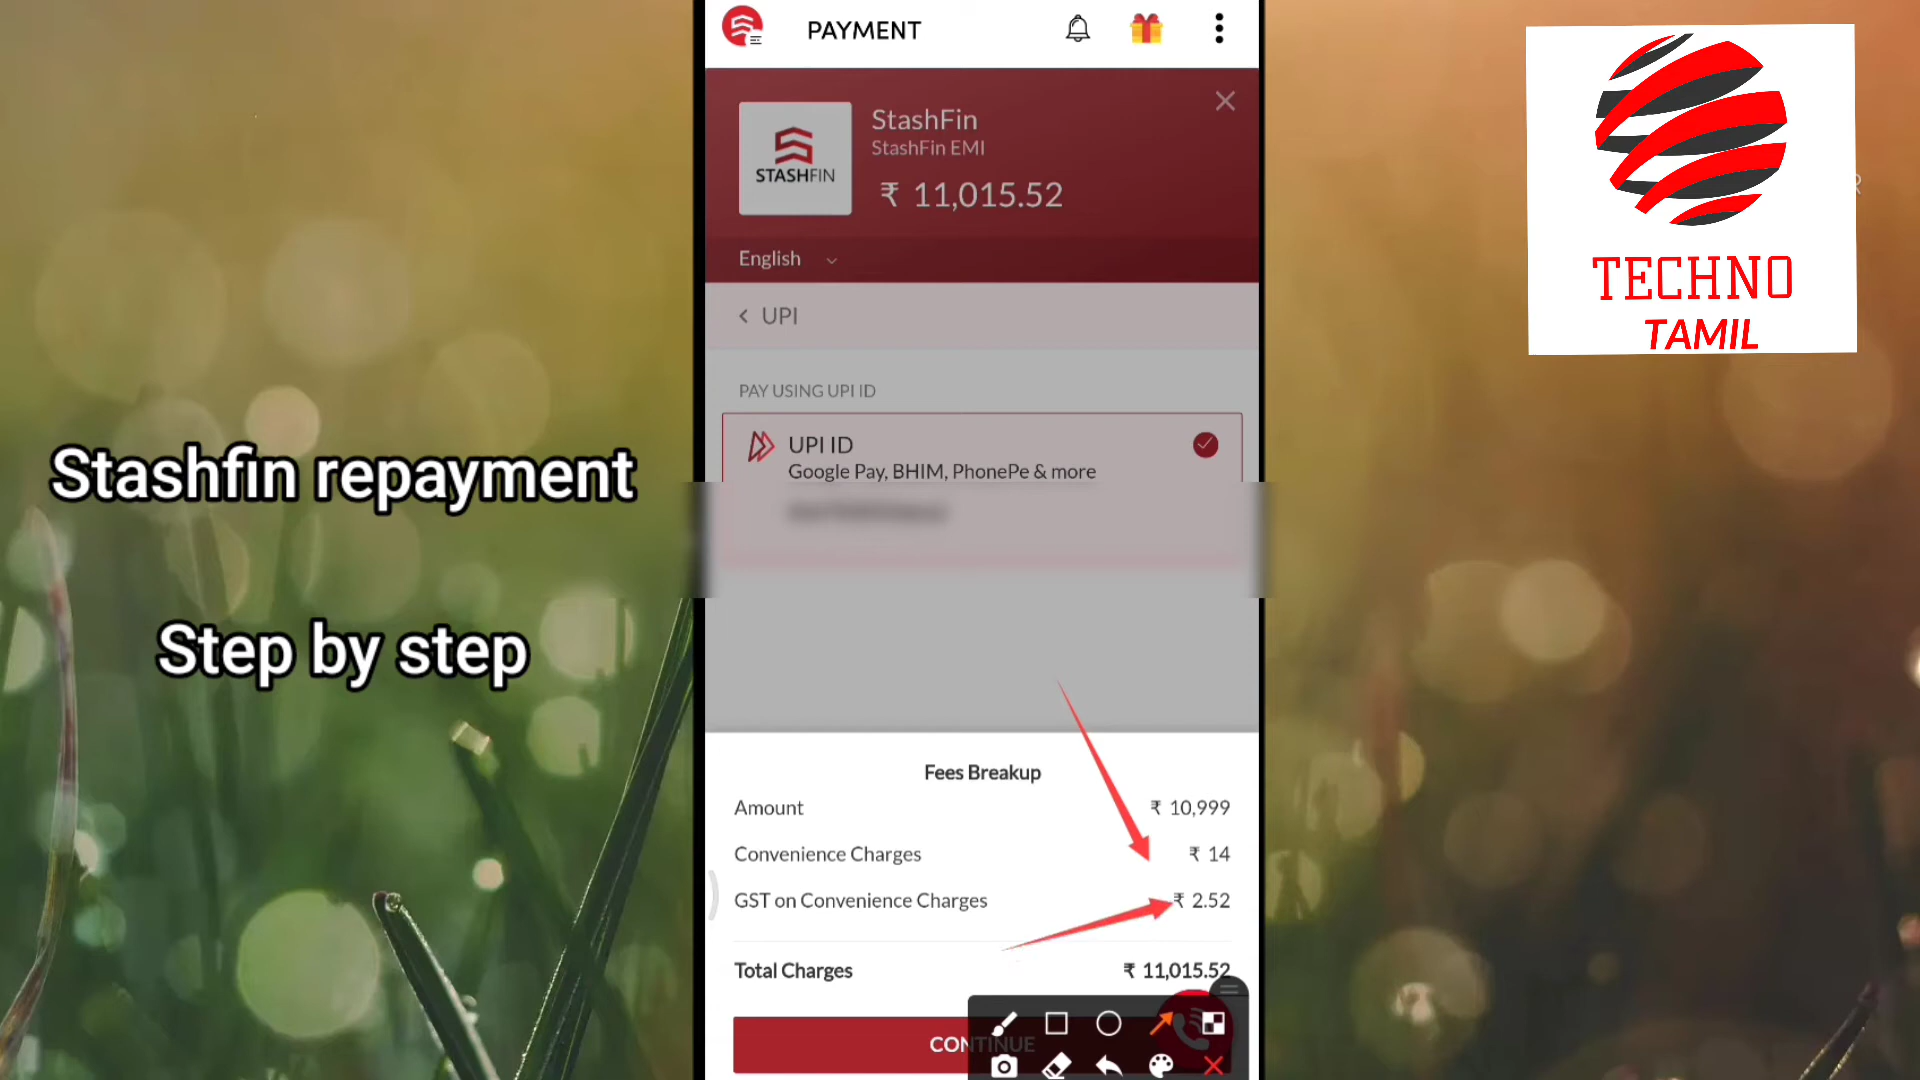 PAYMENT
STASHFIN
StashFin
StashFin EMI
₹ 11,015.52
English
UPI
PAY USING UPI ID
UPI ID
Google Pay, BHIM, PhonePe & more
Fees Breakup
Amount ₹ 10,999
Convenience Charges ₹ 14
GST on Convenience Charges ₹ 2.52
Total Charges ₹ 11,015.52
CONTINUE
Stashfin repayment
Step by step
TECHNO
TAMIL